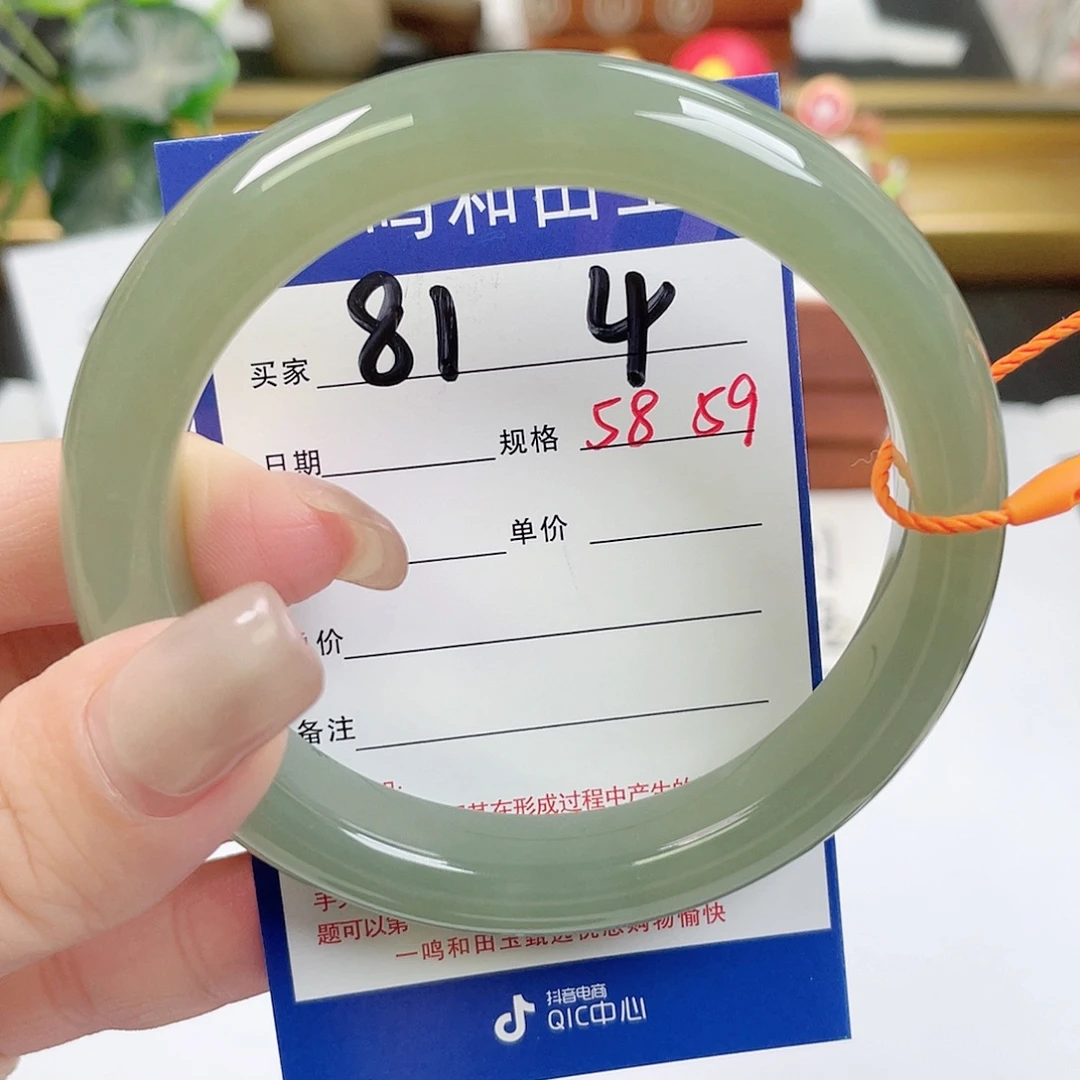 鸣和田玉
买家 81 4
日期 规格 58 59
单价
价
备注
其在形成过程中产生的
题可以第
一鸣和田玉甄选祝您购物愉快
抖音电商
QIC中心